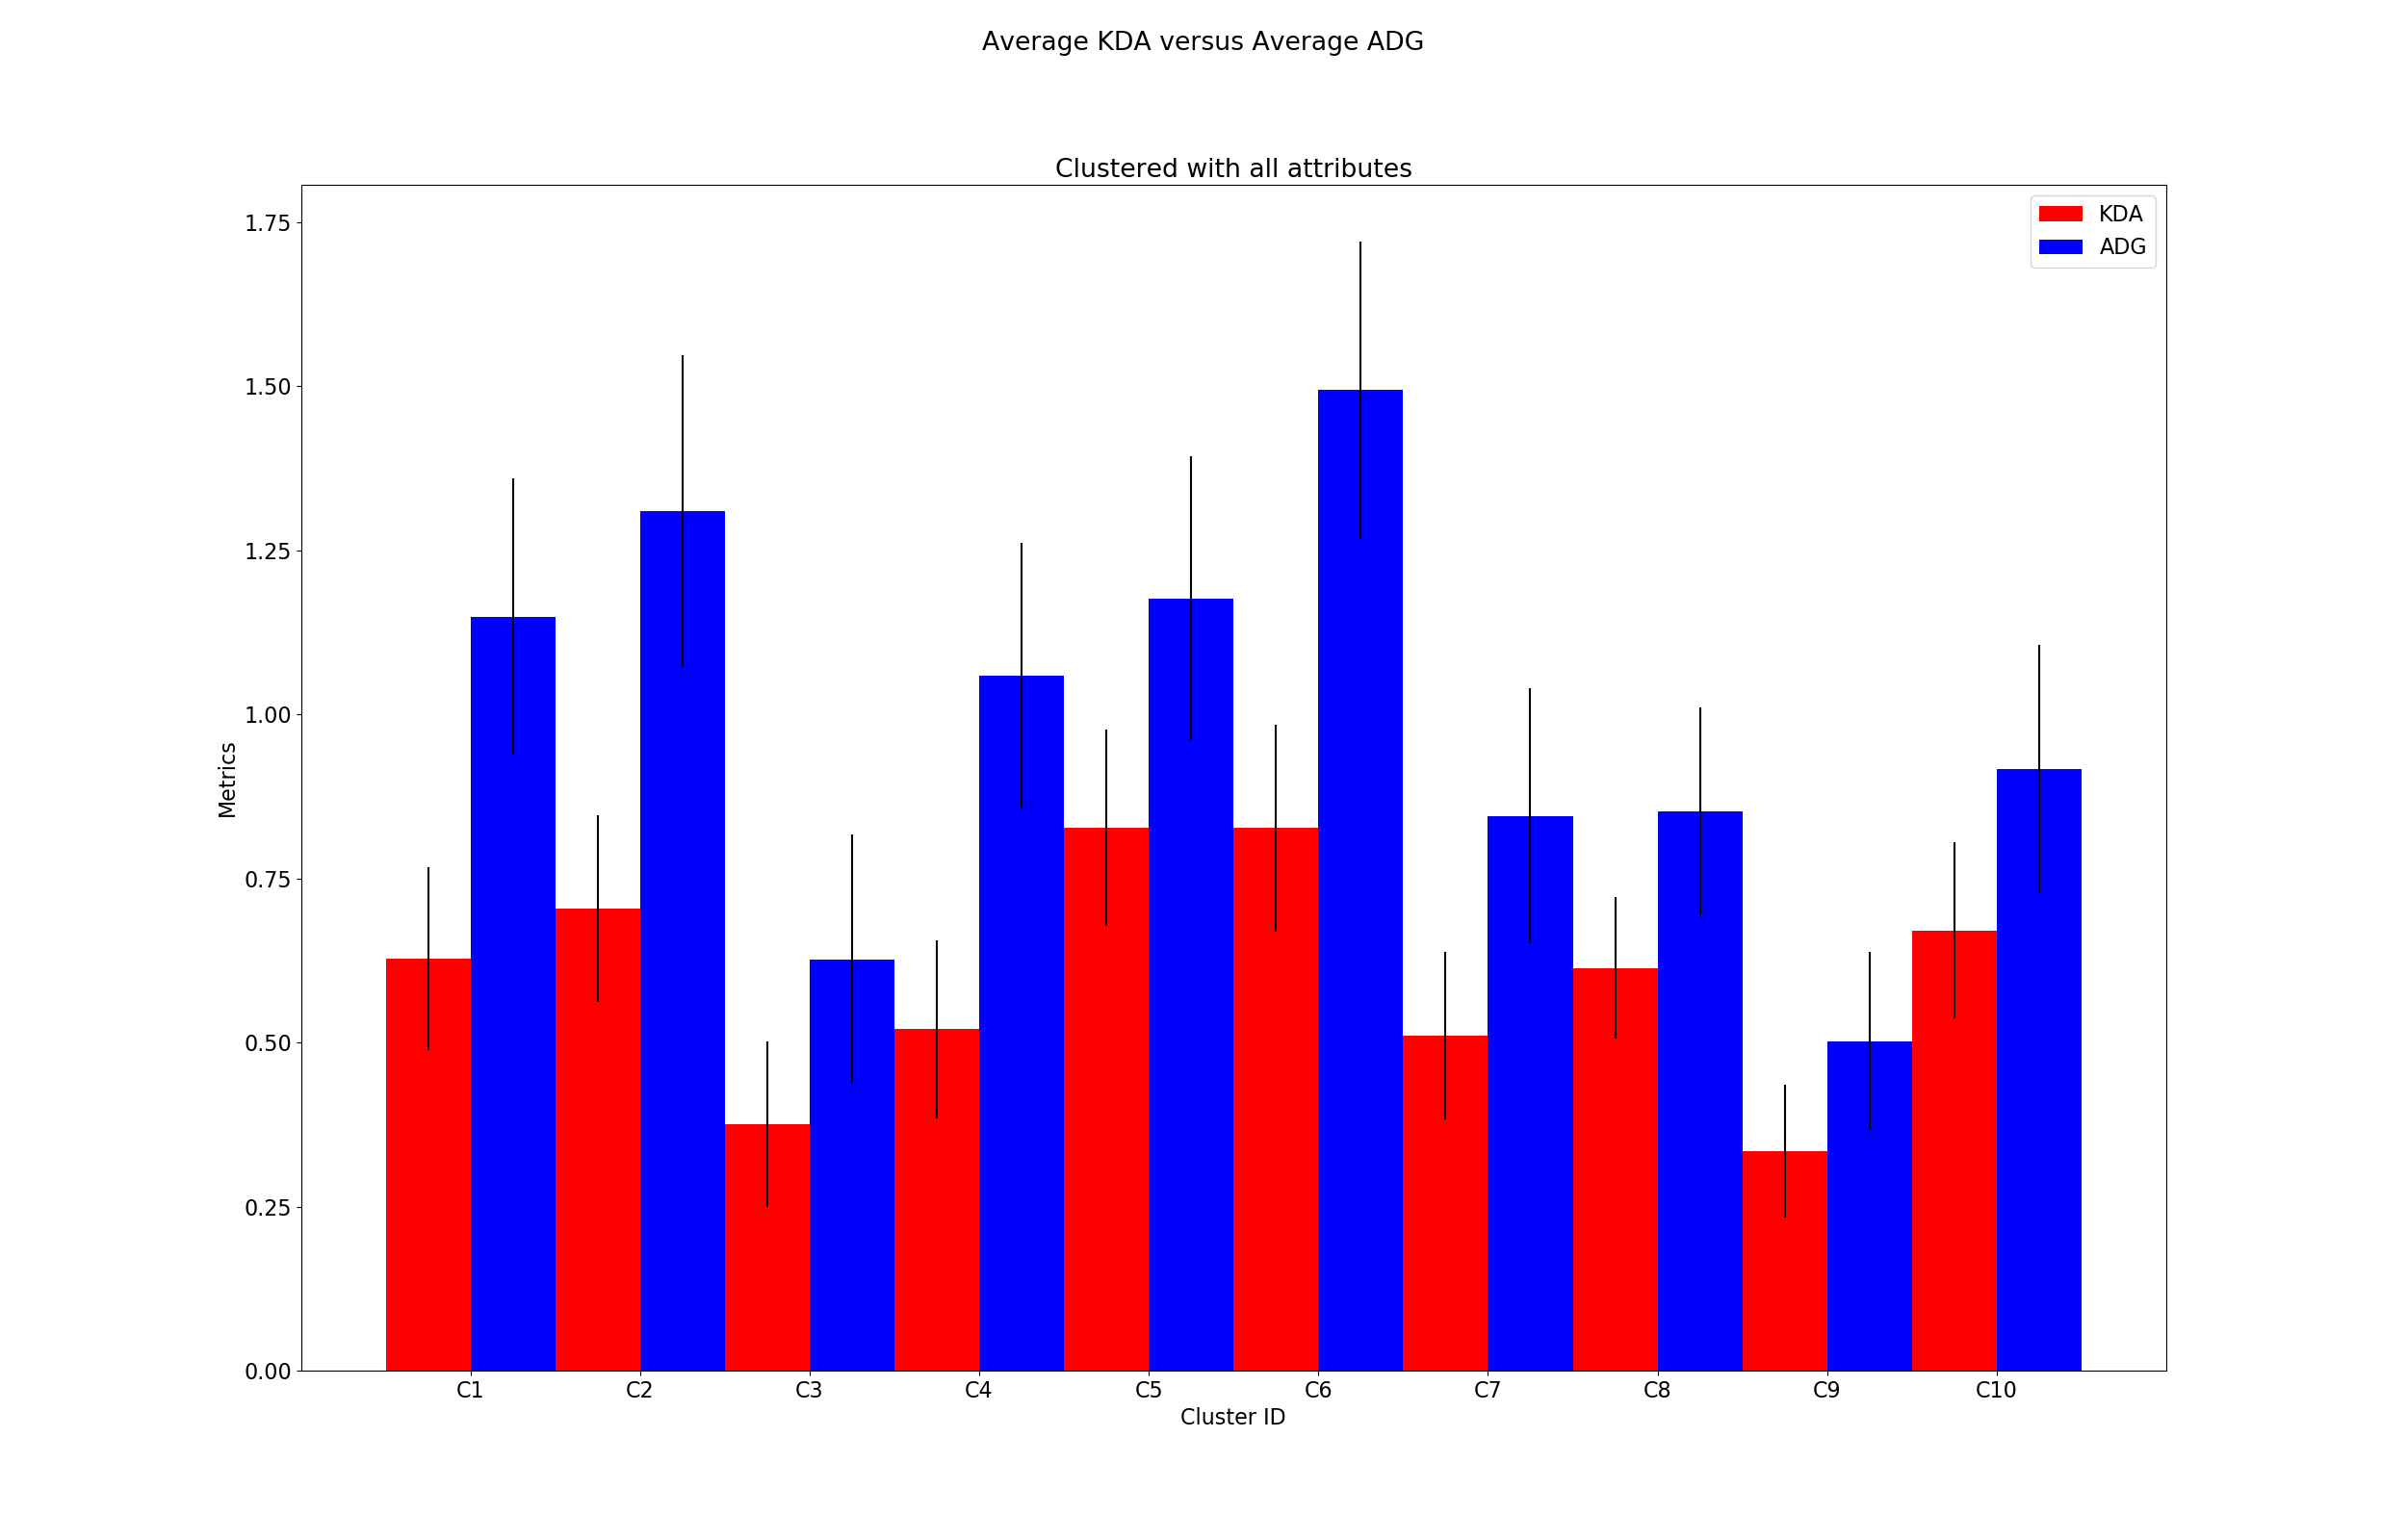 Average KDA versus Average ADG
Clustered with all attributes
KDA
ADG
1.75
1.50
1.25
1.00
0.75
0.50
0.25
0.00
Metrics
C1 C2 C3 C4 C5 C6 C7 C8 C9 C10
Cluster ID